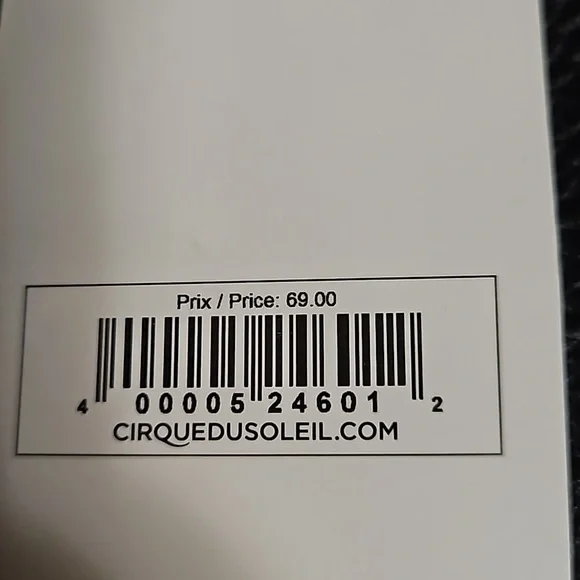 Prix / Price: 69.00
4 00005 24601 2
CIRQUEDUSOLEIL.COM